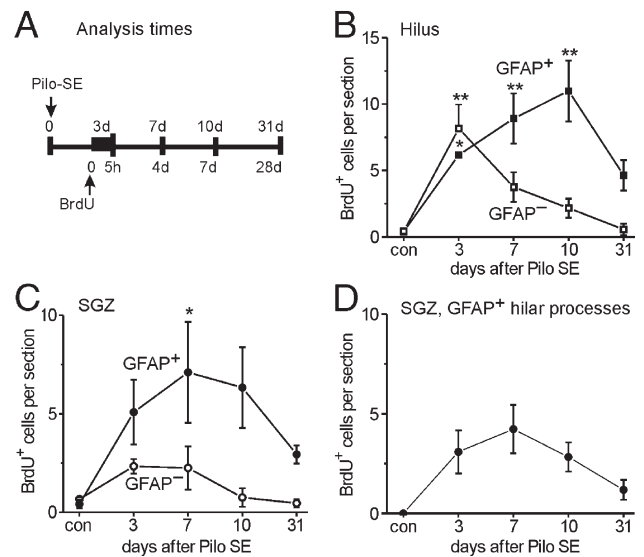 A
Analysis times
Pilo-SE
0 3d 7d 10d 31d
0 5h 4d 7d 28d
BrdU
B
Hilus
BrdU⁺ cells per section
15
10
5
0
GFAP⁺
GFAP⁻
**
*
**
**
con 3 7 10 31
days after Pilo SE
C
SGZ
BrdU⁺ cells per section
10
5
0
GFAP⁺
GFAP⁻
*
con 3 7 10 31
days after Pilo SE
D
SGZ, GFAP⁺ hilar processes
BrdU⁺ cells per section
10
5
0
con 3 7 10 31
days after Pilo SE